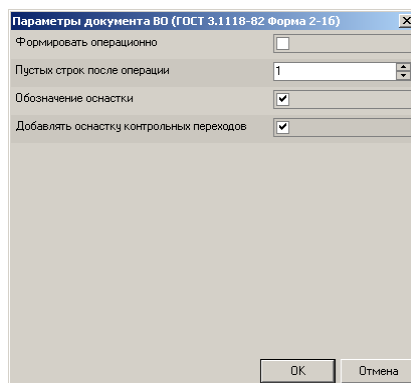 Параметры документа ВО (ГОСТ 3.1118-82 Форма 2-1б)
Формировать операционно
Пустых строк после операции 1
Обозначение оснастки
Добавлять оснастку контрольных переходов
OK Отмена